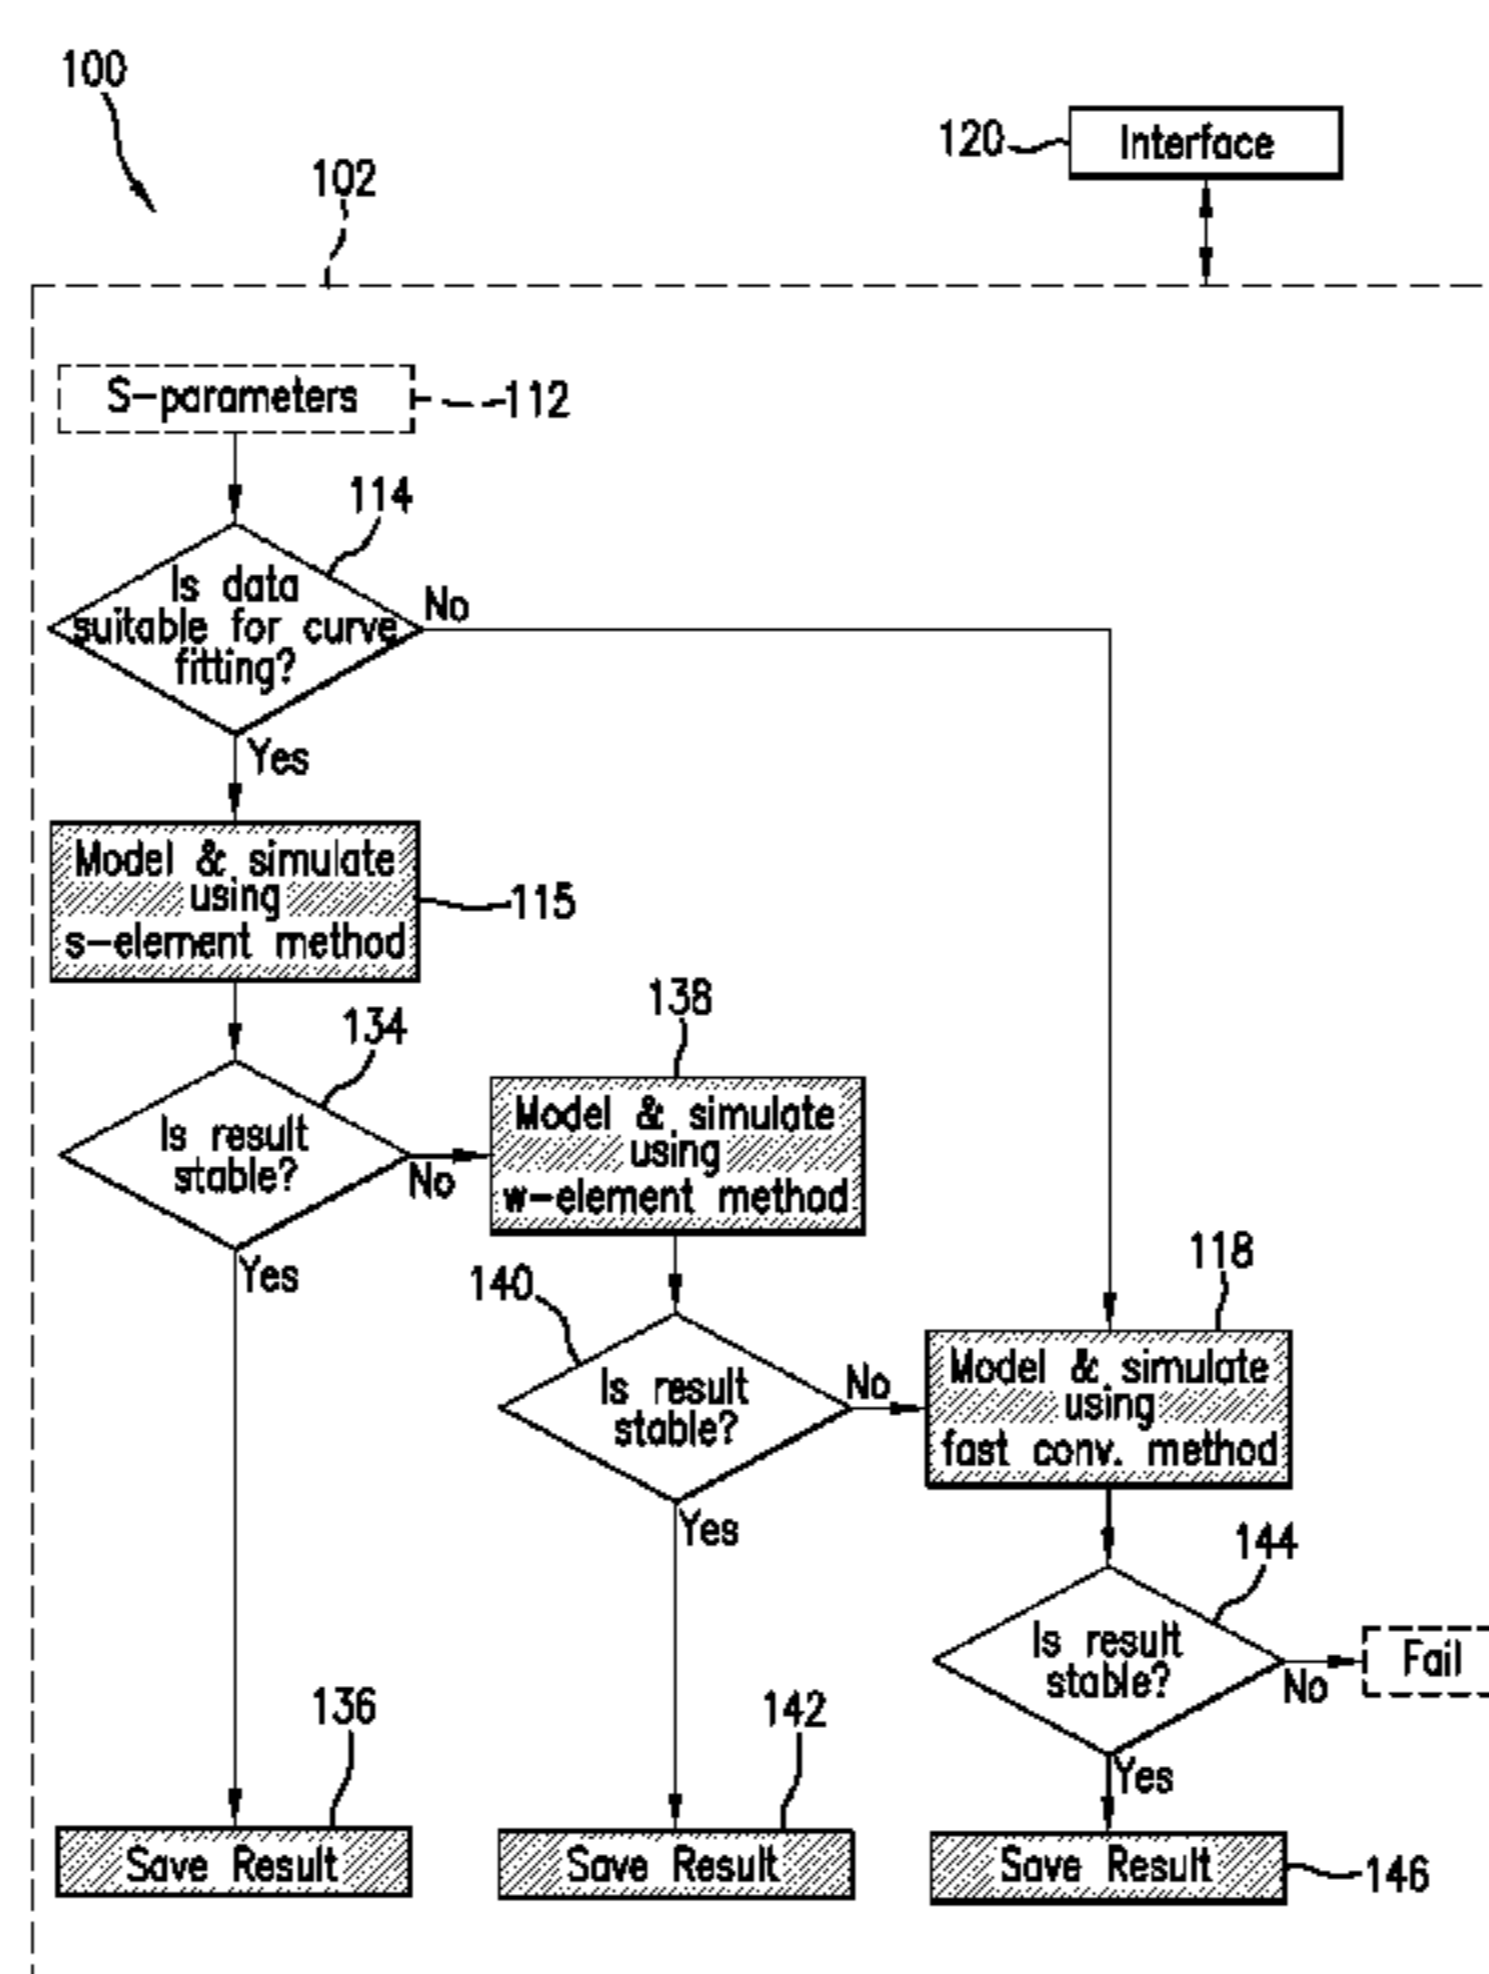 100
120
Interface
102
S-parameters
112
114
Is data
suitable for curve
fitting?
No
Yes
Model & simulate
using
s-element method
115
134
Is result
stable?
No
Yes
138
Model & simulate
using
w-element method
140
Is result
stable?
No
Yes
118
Model & simulate
using
fast conv. method
144
Is result
stable?
No
Fail
Yes
136
Save Result
142
Save Result
Save Result
146